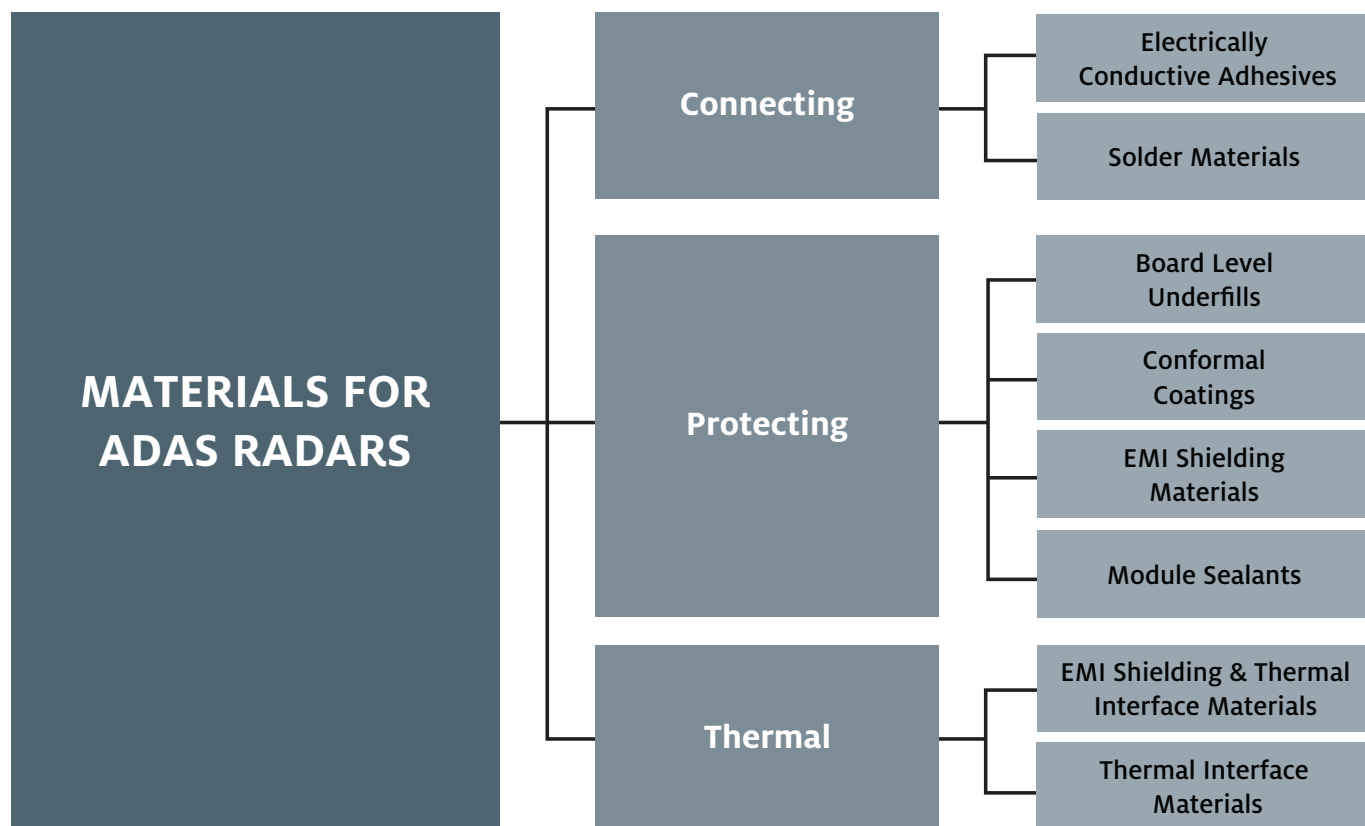 MATERIALS FOR
ADAS RADARS
Connecting
Electrically
Conductive Adhesives
Solder Materials
Protecting
Board Level
Underfills
Conformal
Coatings
EMI Shielding
Materials
Module Sealants
Thermal
EMI Shielding & Thermal
Interface Materials
Thermal Interface
Materials